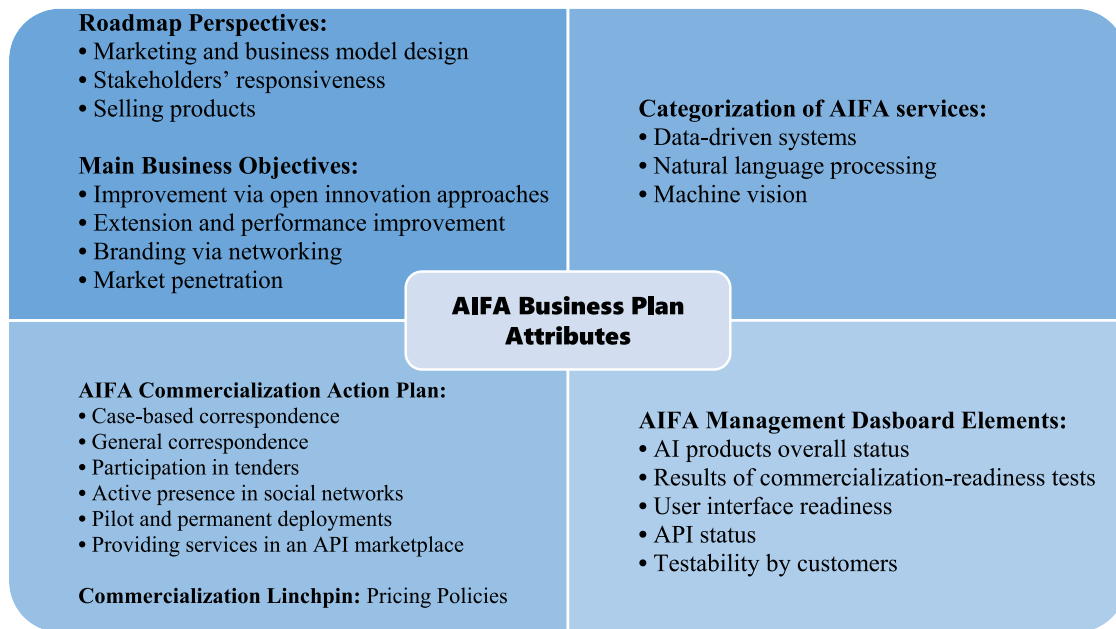 Roadmap Perspectives:
• Marketing and business model design
• Stakeholders’ responsiveness
• Selling products
Main Business Objectives:
• Improvement via open innovation approaches
• Extension and performance improvement
• Branding via networking
• Market penetration
Categorization of AIFA services:
• Data-driven systems
• Natural language processing
• Machine vision
AIFA Business Plan
Attributes
AIFA Commercialization Action Plan:
• Case-based correspondence
• General correspondence
• Participation in tenders
• Active presence in social networks
• Pilot and permanent deployments
• Providing services in an API marketplace
Commercialization Linchpin: Pricing Policies
AIFA Management Dasboard Elements:
• AI products overall status
• Results of commercialization-readiness tests
• User interface readiness
• API status
• Testability by customers